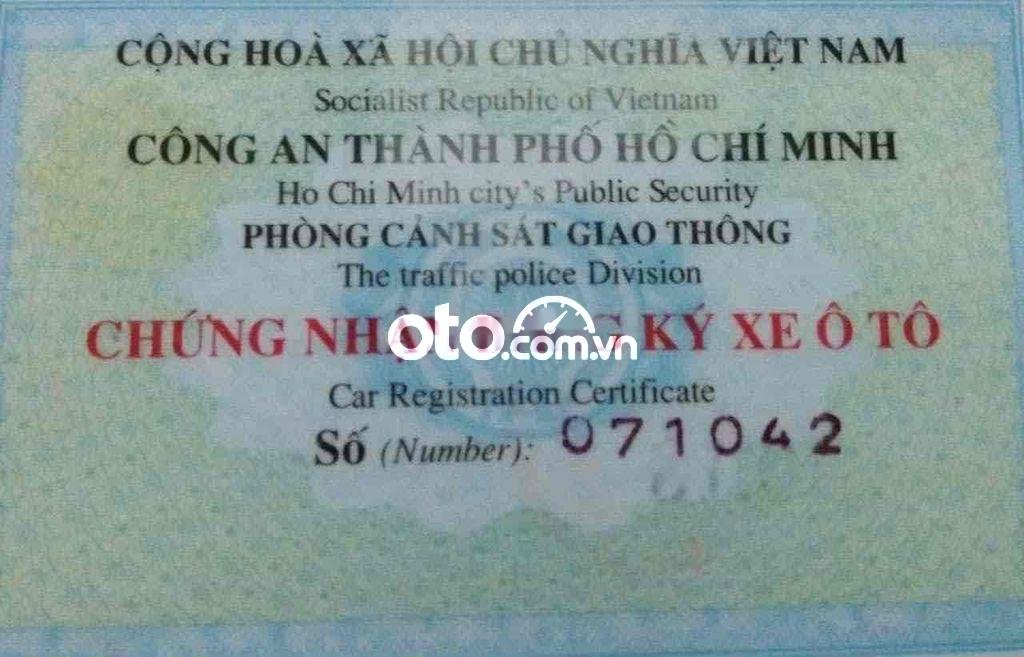 CỘNG HOÀ XÃ HỘI CHỦ NGHĨA VIỆT NAM
Socialist Republic of Vietnam
CÔNG AN THÀNH PHỐ HỒ CHÍ MINH
Ho Chi Minh city's Public Security
PHÒNG CẢNH SÁT GIAO THÔNG
The traffic police Division
CHỨNG KÝ XE Ô TÔ
oto.com.vn
Car Registration Certificate
Số (Number): 071042